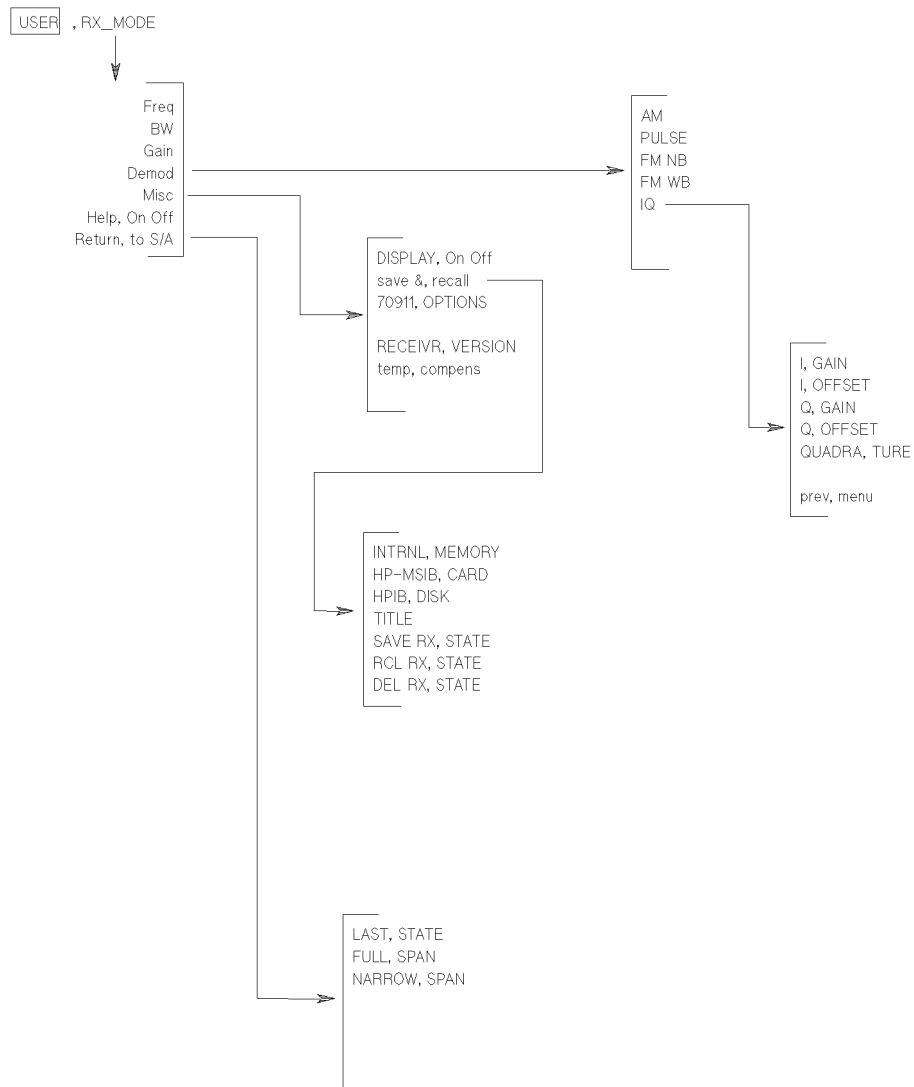 USER , RX_MODE
Freq
BW
Gain
Demod
Misc
Help, On Off
Return, to S/A
AM
PULSE
FM NB
FM WB
IQ
DISPLAY, On Off
save &, recall
70911, OPTIONS
RECEIVR, VERSION
temp, compens
I, GAIN
I, OFFSET
Q, GAIN
Q, OFFSET
QUADRA, TURE
prev, menu
INTRNL, MEMORY
HP-MSIB, CARD
HPIB, DISK
TITLE
SAVE RX, STATE
RCL RX, STATE
DEL RX, STATE
LAST, STATE
FULL, SPAN
NARROW, SPAN